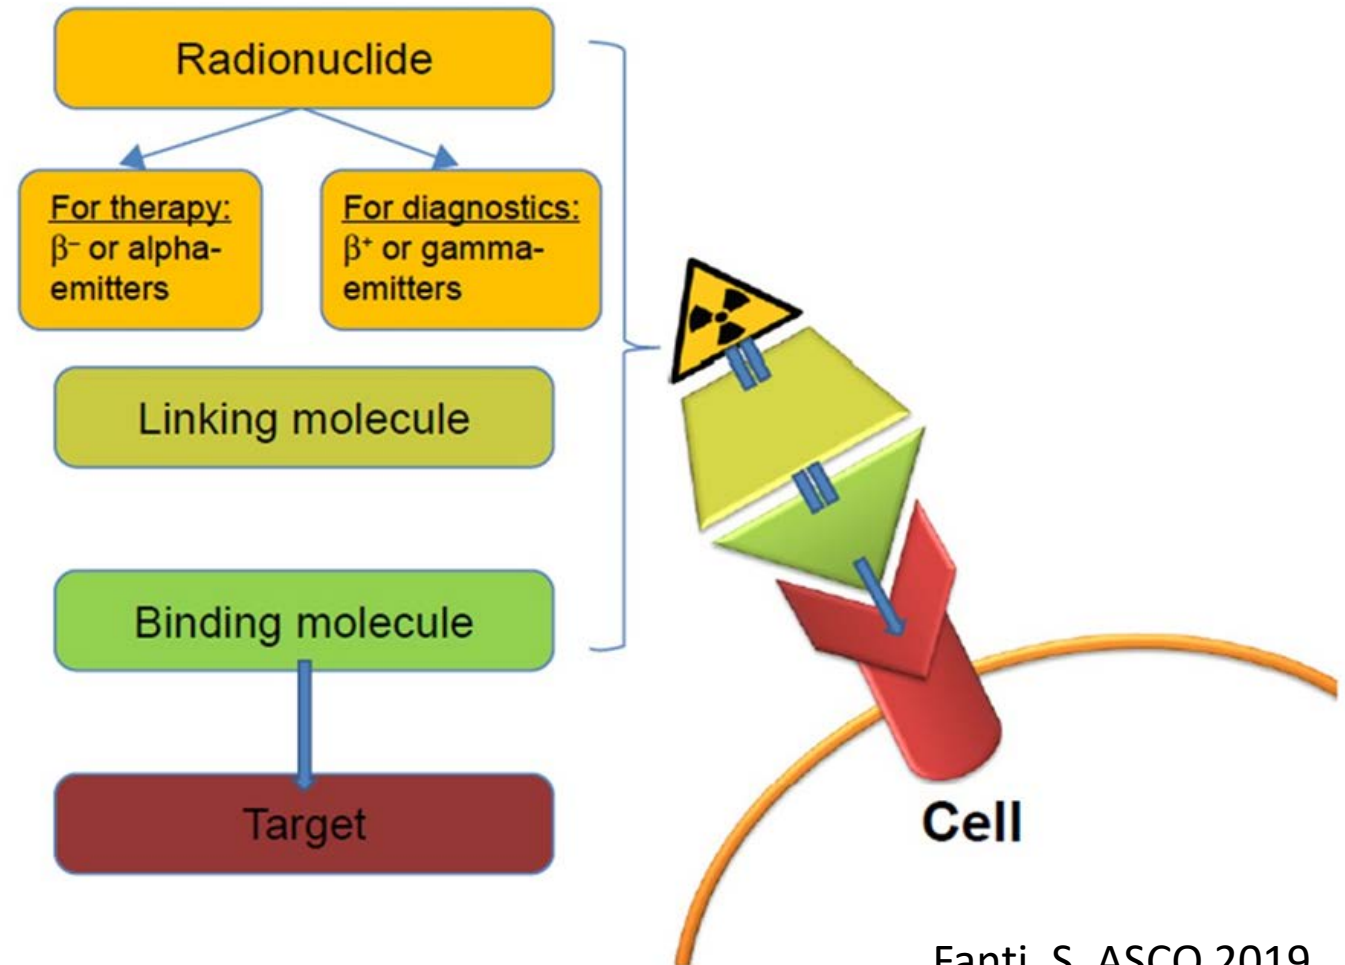 Radionuclide
For therapy:
β– or alpha-
emitters
For diagnostics:
β+ or gamma-
emitters
Linking molecule
Binding molecule
Target
Cell
Fanti, S. ASCO 2019